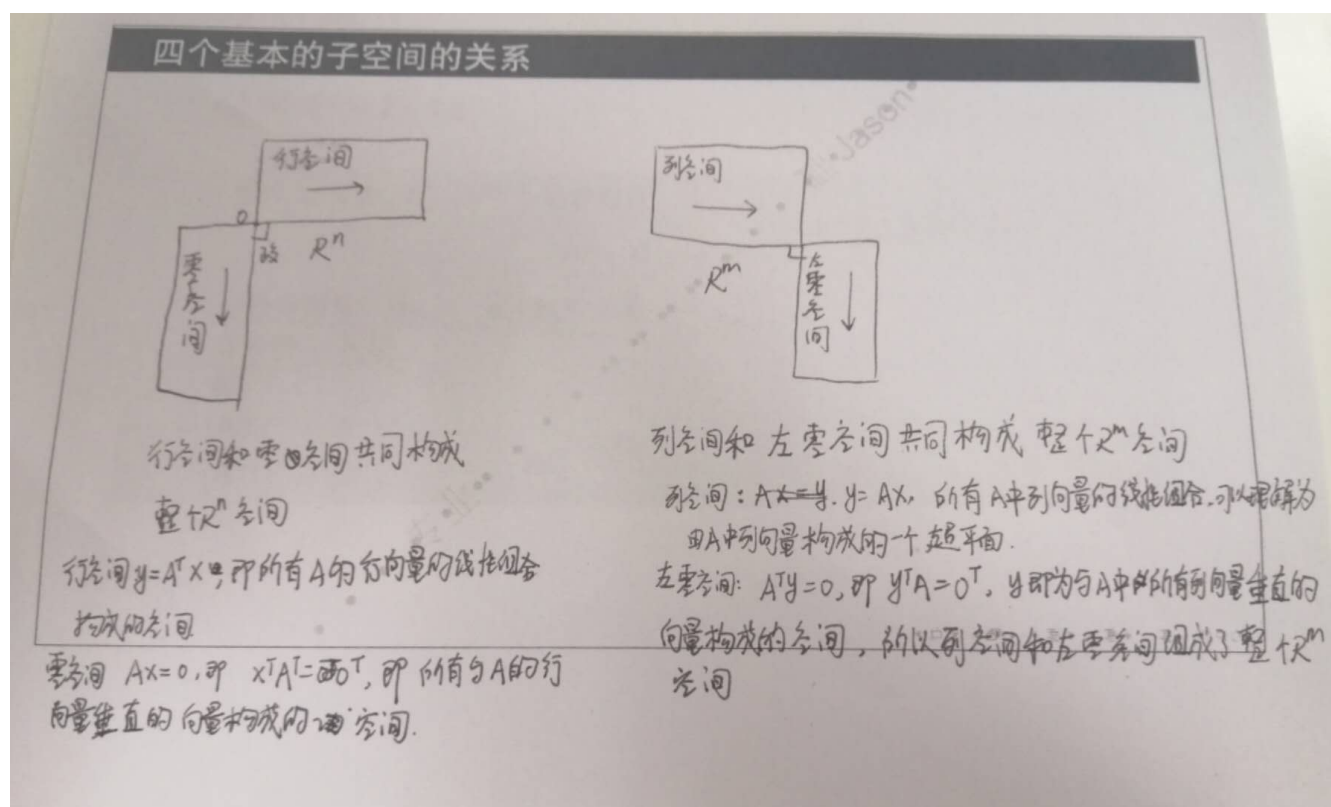 四个基本的子空间的关系
Jason
行空间
O
R^n
零空间
行空间和零空间共同构成
整个R^n空间
行空间y=A^Tx,即所有A的行向量的线性组合
构成的空间
零空间 Ax=0,即 x^TA^T=0^T,即所有与A的行
向量垂直的向量构成的空间.
列空间
R^m
左零空间
列空间和左零空间共同构成 整个R^m空间
列空间:y=Ax, 所有A中列向量的线性组合.可以理解为
由A中列向量构成的一个超平面.
左零空间: A^Ty=0,即 y^TA=0^T, y即为与A中所有列向量垂直的
向量构成的空间,所以列空间和左零空间组成了整个R^m
空间